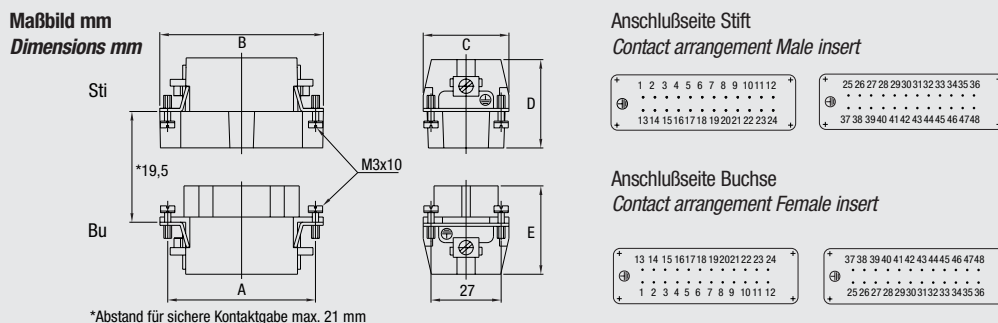 Maßbild mm
Dimensions mm
B
C
Sti
D
*19,5
M3x10
Bu
E
A
27
*Abstand für sichere Kontaktgabe max. 21 mm
Anschlußseite Stift
Contact arrangement Male insert
1 2 3 4 5 6 7 8 9 10 11 12
13 14 15 16 17 18 19 20 21 22 23 24
25 26 27 28 29 30 31 32 33 34 35 36
37 38 39 40 41 42 43 44 45 46 47 48
Anschlußseite Buchse
Contact arrangement Female insert
13 14 15 16 17 18 19 20 21 22 23 24
1 2 3 4 5 6 7 8 9 10 11 12
37 38 39 40 41 42 43 44 45 46 47 48
25 26 27 28 29 30 31 32 33 34 35 36